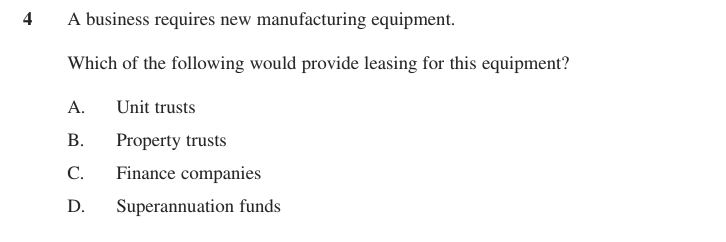 4 A business requires new manufacturing equipment.
Which of the following would provide leasing for this equipment?
A. Unit trusts
B. Property trusts
C. Finance companies
D. Superannuation funds